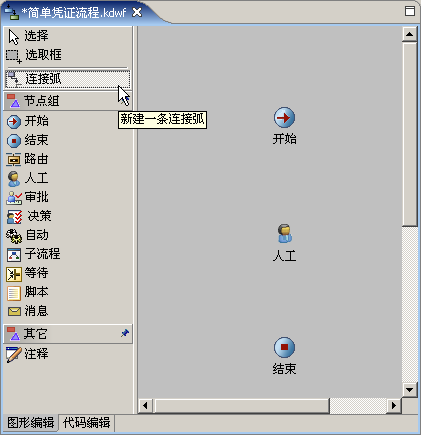 *简单凭证流程.kdwf
选择
选取框
连接弧
节点组
新建一条连接弧
开始
结束
路由
人工
审批
决策
自动
子流程
等待
脚本
消息
其它
注释
开始
人工
结束
图形编辑 代码编辑